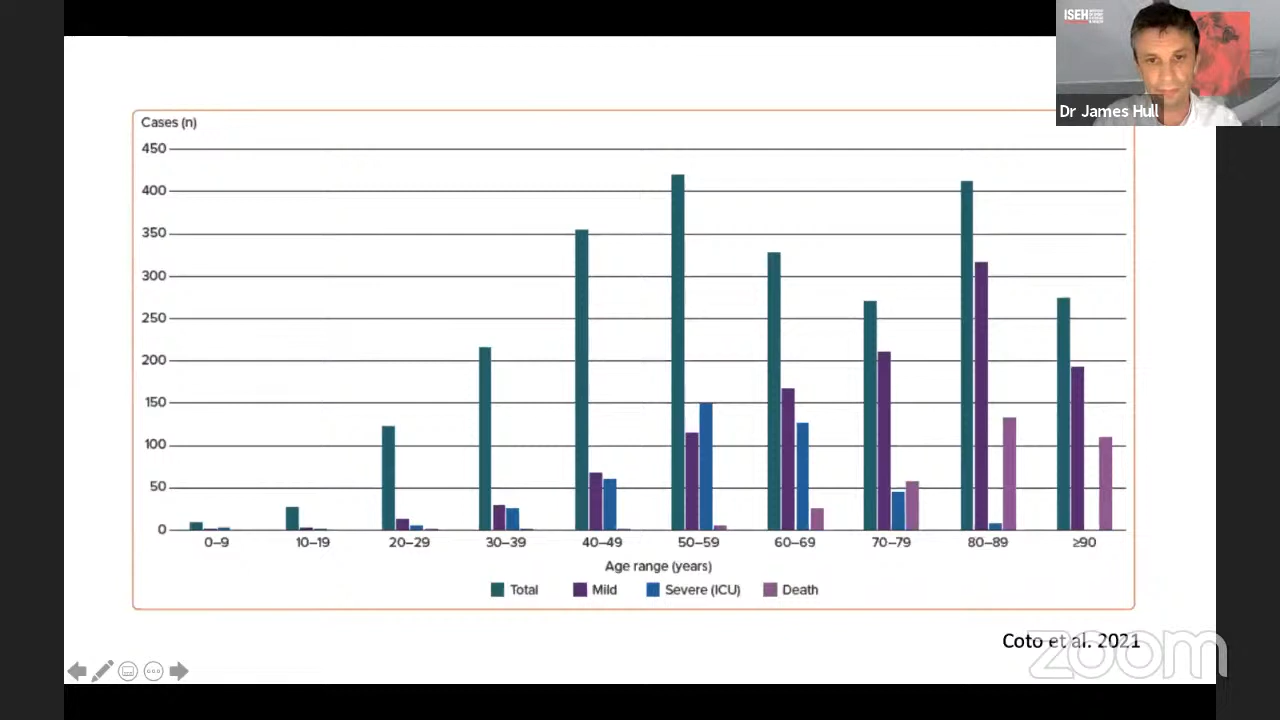 ISEH
Dr James Hull
Cases (n)
450
400
350
300
250
200
150
100
50
0
0–9
10–19
20–29
30–39
40–49
50–59
60–69
70–79
80–89
≥90
Age range (years)
Total
Mild
Severe (ICU)
Death
Coto et al. 2021
zoom